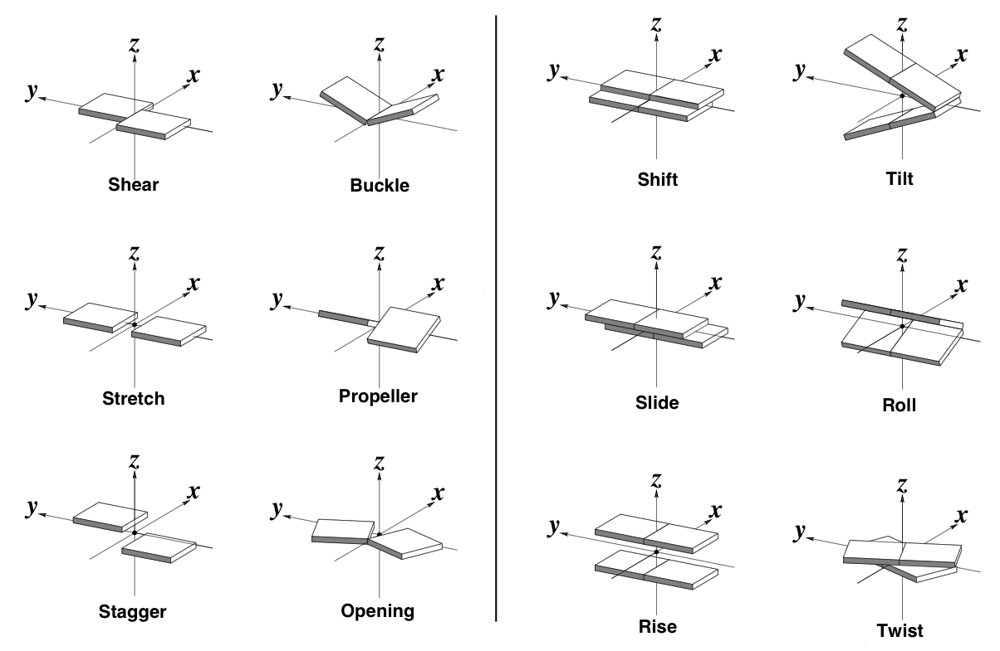 z
x
y
Shear
z
x
y
Buckle
z
x
y
Stretch
z
x
y
Propeller
z
x
y
Stagger
z
x
y
Opening
z
x
y
Shift
z
x
y
Tilt
z
x
y
Slide
z
x
y
Roll
z
x
y
Rise
z
x
y
Twist